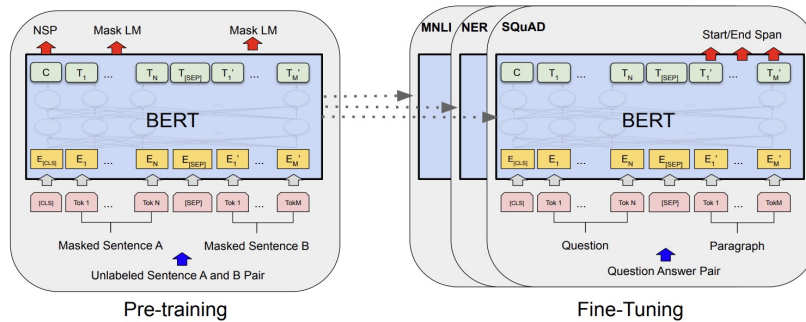 NSP Mask LM Mask LM
C T1 ... TN T[SEP] T1' ... TM'
BERT
E[CLS] E1 ... EN E[SEP] E1' ... EM'
[CLS] Tok 1 ... Tok N [SEP] Tok 1 ... TokM
Masked Sentence A Masked Sentence B
Unlabeled Sentence A and B Pair
Pre-training
MNLI NER SQuAD
Start/End Span
C T1 ... TN T[SEP] T1' ... TM'
BERT
E[CLS] E1 ... EN E[SEP] E1' ... EM'
[CLS] Tok 1 ... Tok N [SEP] Tok 1 ... TokM
Question Paragraph
Question Answer Pair
Fine-Tuning